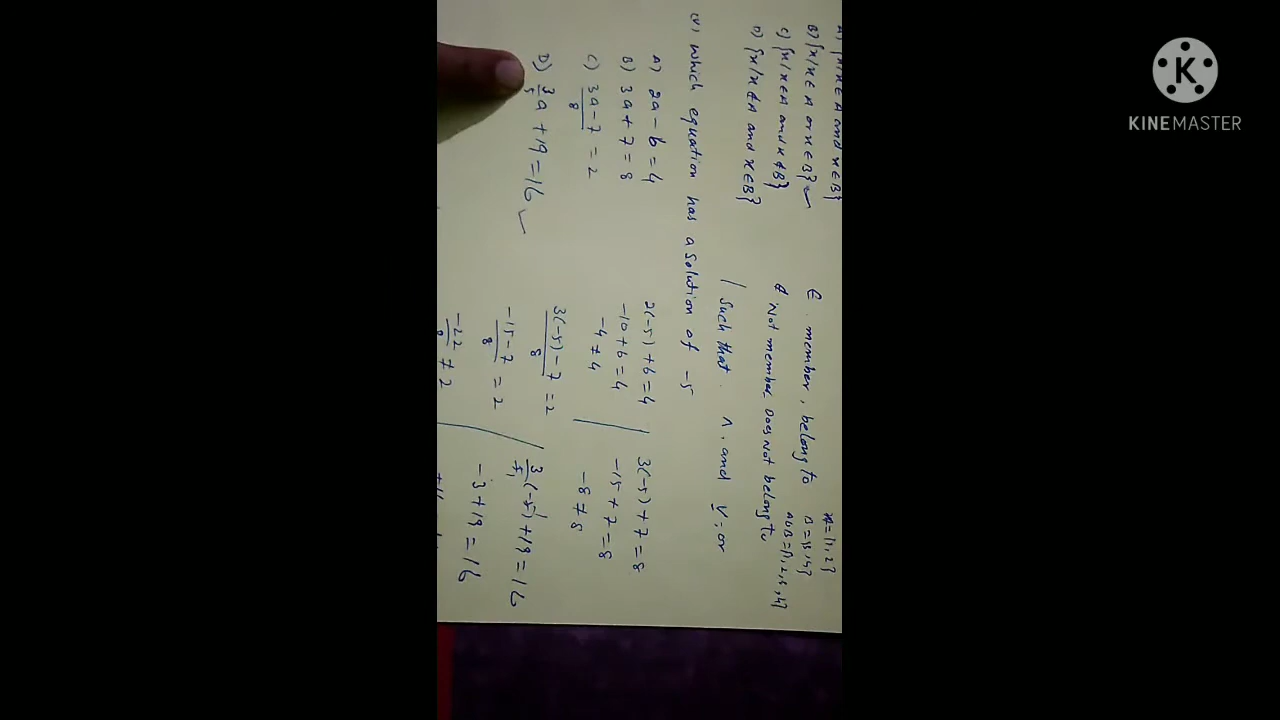 B) {x/x∈A or x∈B} ✓
C) {x/x∈A and x∉B}
D) {x/x∉A and x∈B}
∈ member, belong to
∉ Not member Does not belong to
/ such that. ∧, and ∨, or
B={3,4}
(V) which equation has a solution of -5
A) 2a-6=4
B) 3a+7=8
C) 3a-7/8=2
D) 3/5a+19=16 ✓
2(-5)+6=4
-10+6=4
-4≠4
3(-5)+7=8
-15+7=8
-8≠8
3(-5)-7/8=2
-15-7/8=2
-22/8≠2
3/5(-5)+19=16
-3+19=16
KINEMASTER